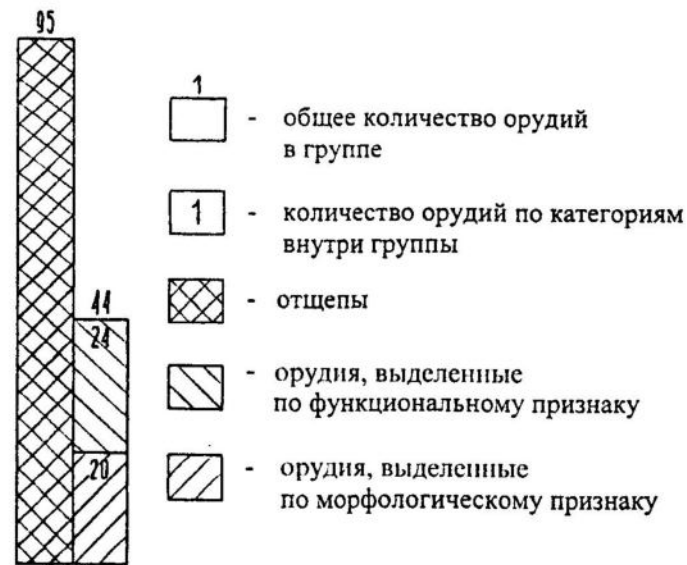 95
1
- общее количество орудий
в группе
1 - количество орудий по категориям
внутри группы
- отщепы
44
24
- орудия, выделенные
по функциональному признаку
20
- орудия, выделенные
по морфологическому признаку